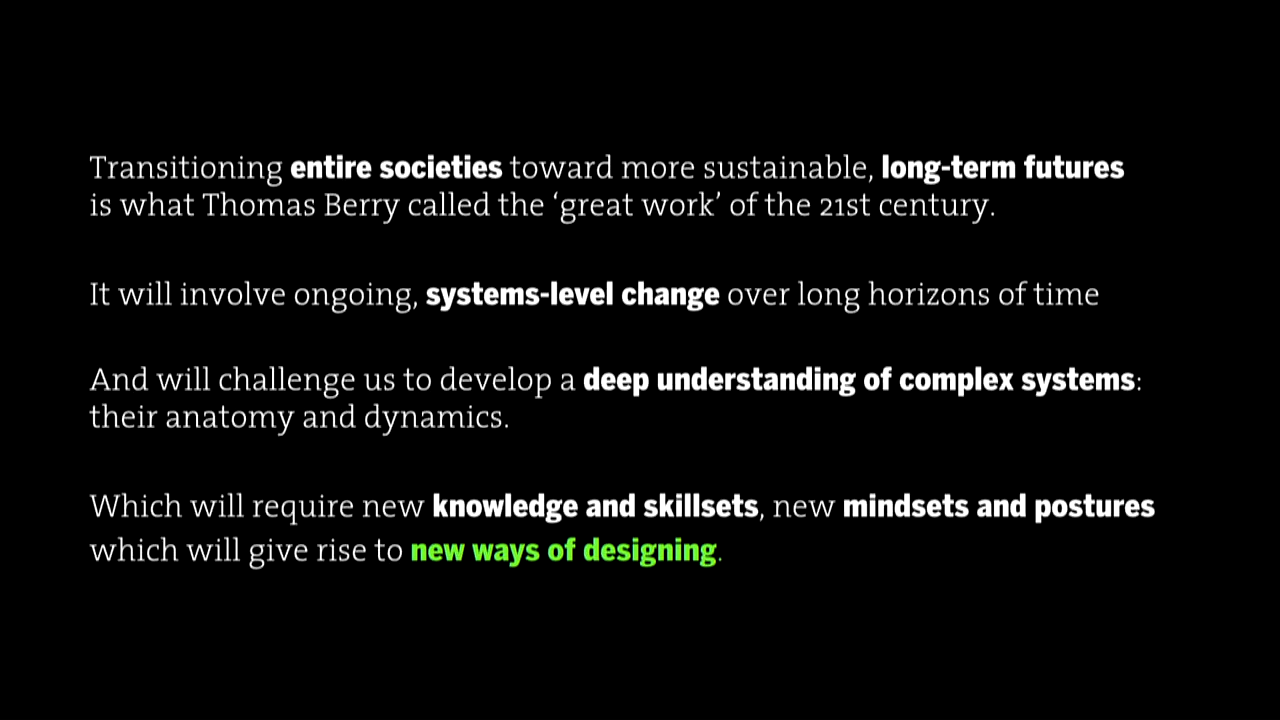 Transitioning entire societies toward more sustainable, long-term futures
is what Thomas Berry called the ‘great work’ of the 21st century.
It will involve ongoing, systems-level change over long horizons of time
And will challenge us to develop a deep understanding of complex systems:
their anatomy and dynamics.
Which will require new knowledge and skillsets, new mindsets and postures
which will give rise to new ways of designing.